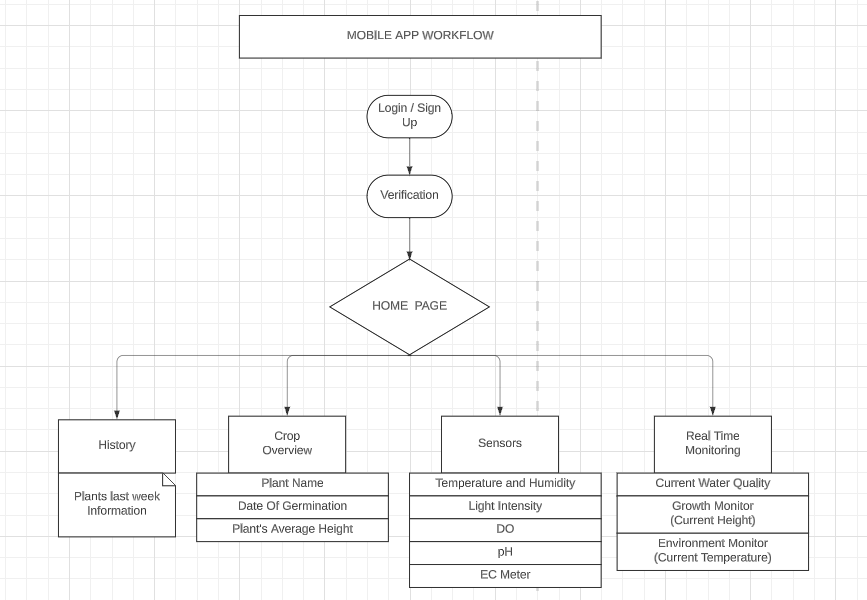 MOBILE APP WORKFLOW
Login / Sign
Up
Verification
HOME PAGE
History
Plants last week
Information
Crop
Overview
Plant Name
Date Of Germination
Plant's Average Height
Sensors
Temperature and Humidity
Light Intensity
DO
pH
EC Meter
Real Time
Monitoring
Current Water Quality
Growth Monitor
(Current Height)
Environment Monitor
(Current Temperature)